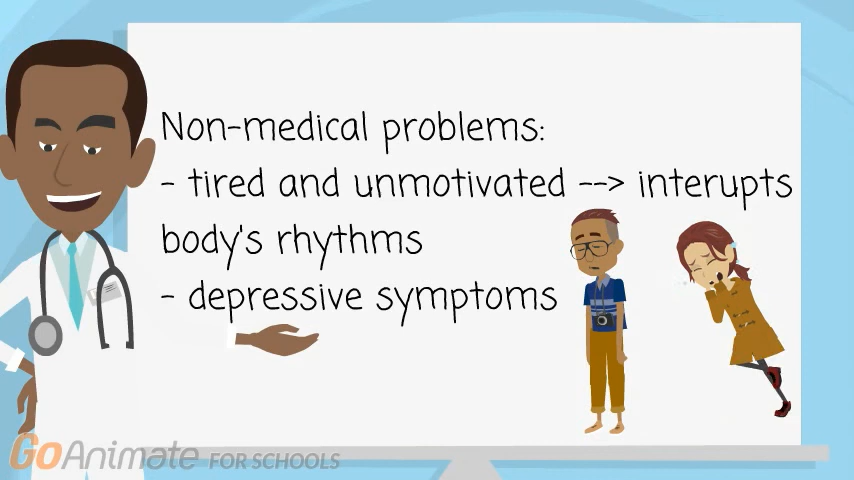 Non-medical problems:
- tired and unmotivated --> interupts
body's rhythms
- depressive symptoms
GoAnimate FOR SCHOOLS